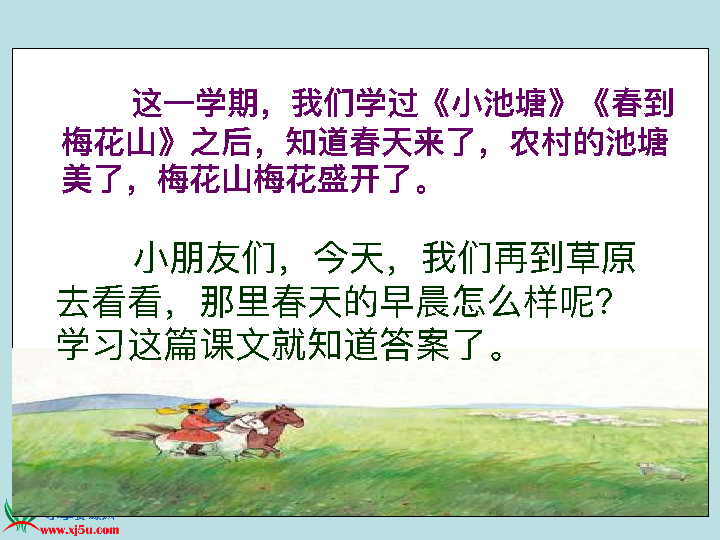 这一学期，我们学过《小池塘》《春到
梅花山》之后，知道春天来了，农村的池塘
美了，梅花山梅花盛开了。
小朋友们，今天，我们再到草原
去看看，那里春天的早晨怎么样呢？
学习这篇课文就知道答案了。
www.xj5u.com